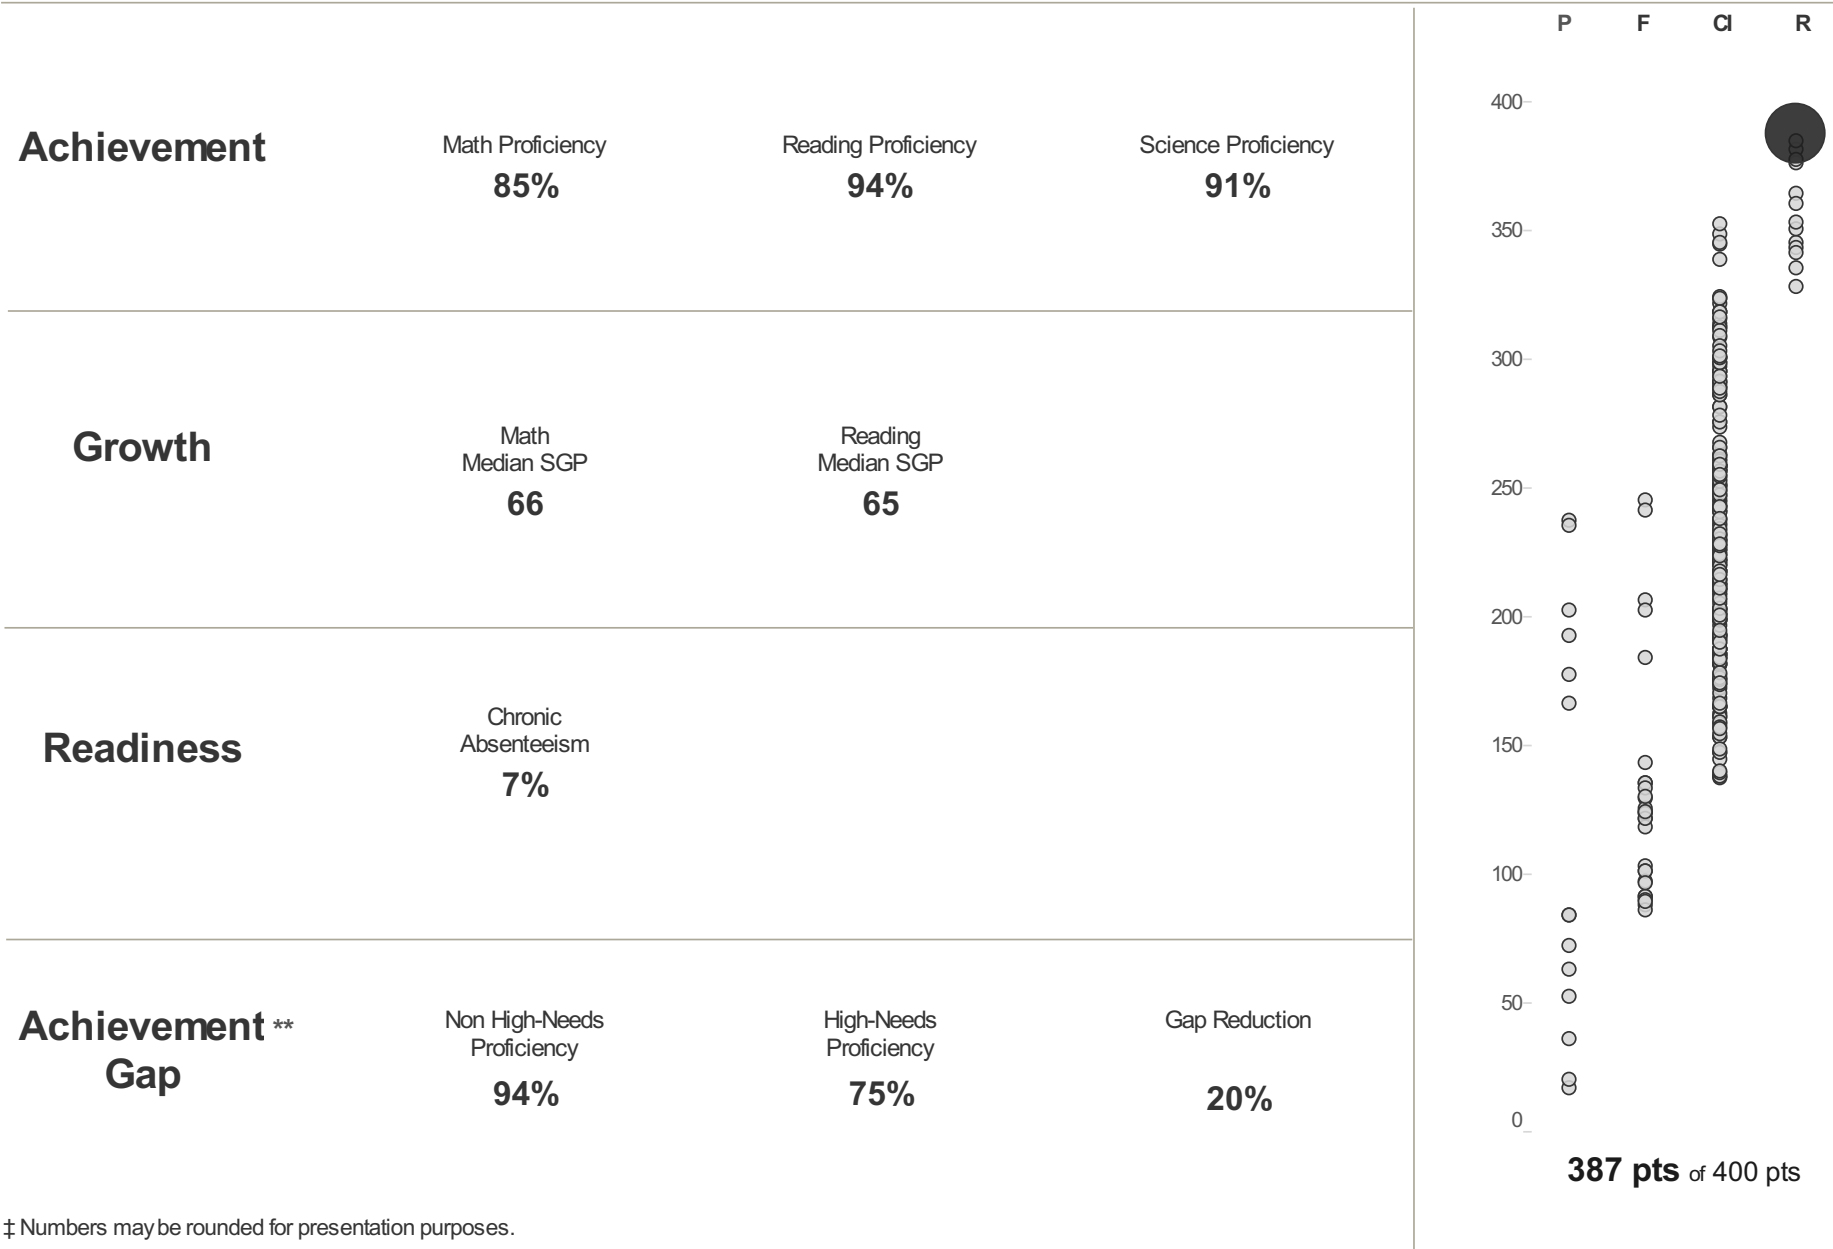 P F CI R
Achievement
Math Proficiency
85%
Reading Proficiency
94%
Science Proficiency
91%
Growth
Math
Median SGP
66
Reading
Median SGP
65
Readiness
Chronic
Absenteeism
7%
Achievement **
Gap
Non High-Needs
Proficiency
94%
High-Needs
Proficiency
75%
Gap Reduction
20%
400
350
300
250
200
150
100
50
0
387 pts of 400 pts
‡ Numbers may be rounded for presentation purposes.